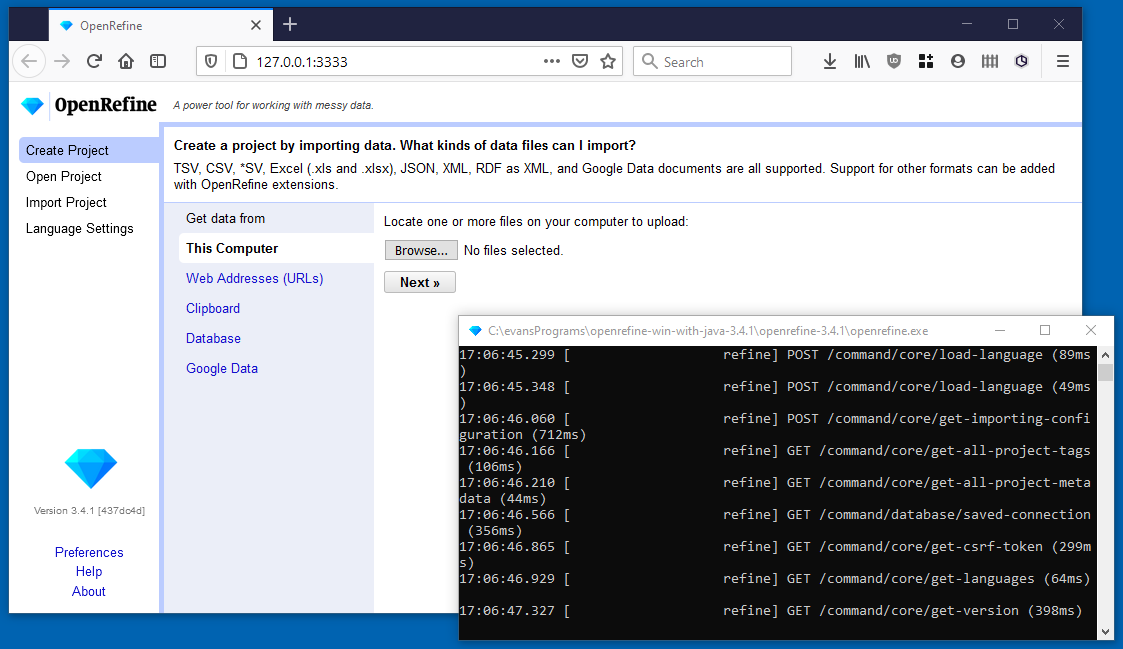 OpenRefine
127.0.0.1:3333
Search
OpenRefine A power tool for working with messy data.
Create Project
Open Project
Import Project
Language Settings
Create a project by importing data. What kinds of data files can I import?
TSV, CSV, *SV, Excel (.xls and .xlsx), JSON, XML, RDF as XML, and Google Data documents are all supported. Support for other formats can be added
with OpenRefine extensions.
Get data from
This Computer
Web Addresses (URLs)
Clipboard
Database
Google Data
Locate one or more files on your computer to upload:
Browse... No files selected.
Next »
Version 3.4.1 [437dc4d]
Preferences
Help
About
C:\evansPrograms\openrefine-win-with-java-3.4.1\openrefine-3.4.1\openrefine.exe
17:06:45.299 [                   refine] POST /command/core/load-language (89ms
)
17:06:45.348 [                   refine] POST /command/core/load-language (49ms
)
17:06:46.060 [                   refine] POST /command/core/get-importing-confi
guration (712ms)
17:06:46.166 [                   refine] GET /command/core/get-all-project-tags
(106ms)
17:06:46.210 [                   refine] GET /command/core/get-all-project-meta
data (44ms)
17:06:46.566 [                   refine] GET /command/database/saved-connection
(356ms)
17:06:46.865 [                   refine] GET /command/core/get-csrf-token (299m
s)
17:06:46.929 [                   refine] GET /command/core/get-languages (64ms)
17:06:47.327 [                   refine] GET /command/core/get-version (398ms)